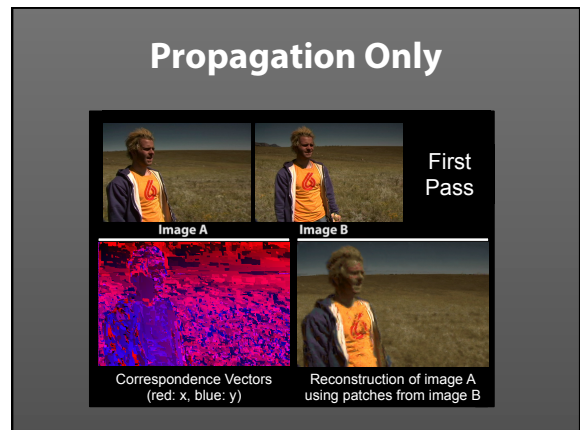 Propagation Only
First
Pass
Image A
Image B
Correspondence Vectors
(red: x, blue: y)
Reconstruction of image A
using patches from image B